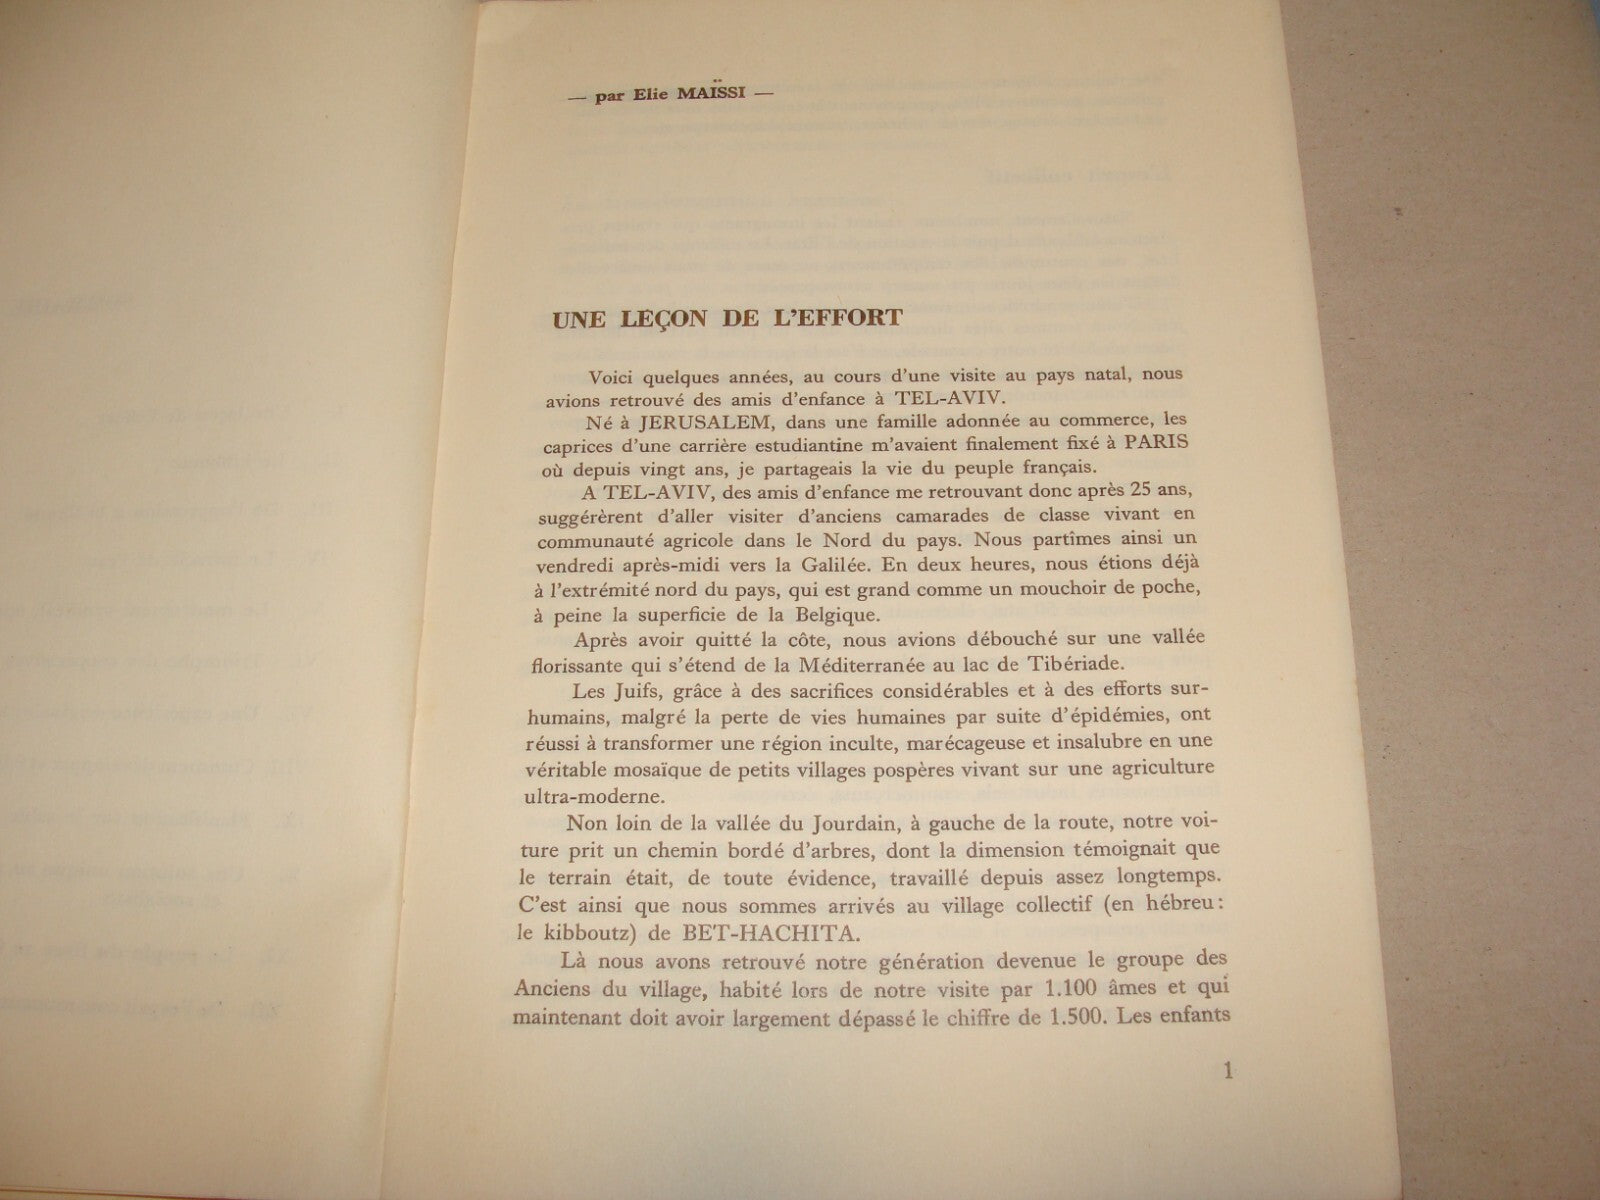 — par Elie MAÏSSI —
UNE LEÇON DE L'EFFORT
Voici quelques années, au cours d'une visite au pays natal, nous
avions retrouvé des amis d'enfance à TEL-AVIV.
Né à JERUSALEM, dans une famille adonnée au commerce, les
caprices d'une carrière estudiantine m'avaient finalement fixé à PARIS
où depuis vingt ans, je partageais la vie du peuple français.
A TEL-AVIV, des amis d'enfance me retrouvant donc après 25 ans,
suggérèrent d'aller visiter d'anciens camarades de classe vivant en
communauté agricole dans le Nord du pays. Nous partîmes ainsi un
vendredi après-midi vers la Galilée. En deux heures, nous étions déjà
à l'extrémité nord du pays, qui est grand comme un mouchoir de poche,
à peine la superficie de la Belgique.
Après avoir quitté la côte, nous avions débouché sur une vallée
florissante qui s'étend de la Méditerranée au lac de Tibériade.
Les Juifs, grâce à des sacrifices considérables et à des efforts sur-
humains, malgré la perte de vies humaines par suite d'épidémies, ont
réussi à transformer une région inculte, marécageuse et insalubre en une
véritable mosaïque de petits villages pospères vivant sur une agriculture
ultra-moderne.
Non loin de la vallée du Jourdain, à gauche de la route, notre voi-
ture prit un chemin bordé d'arbres, dont la dimension témoignait que
le terrain était, de toute évidence, travaillé depuis assez longtemps.
C'est ainsi que nous sommes arrivés au village collectif (en hébreu:
le kibboutz) de BET-HACHITA.
Là nous avons retrouvé notre génération devenue le groupe des
Anciens du village, habité lors de notre visite par 1.100 âmes et qui
maintenant doit avoir largement dépassé le chiffre de 1.500. Les enfants
1